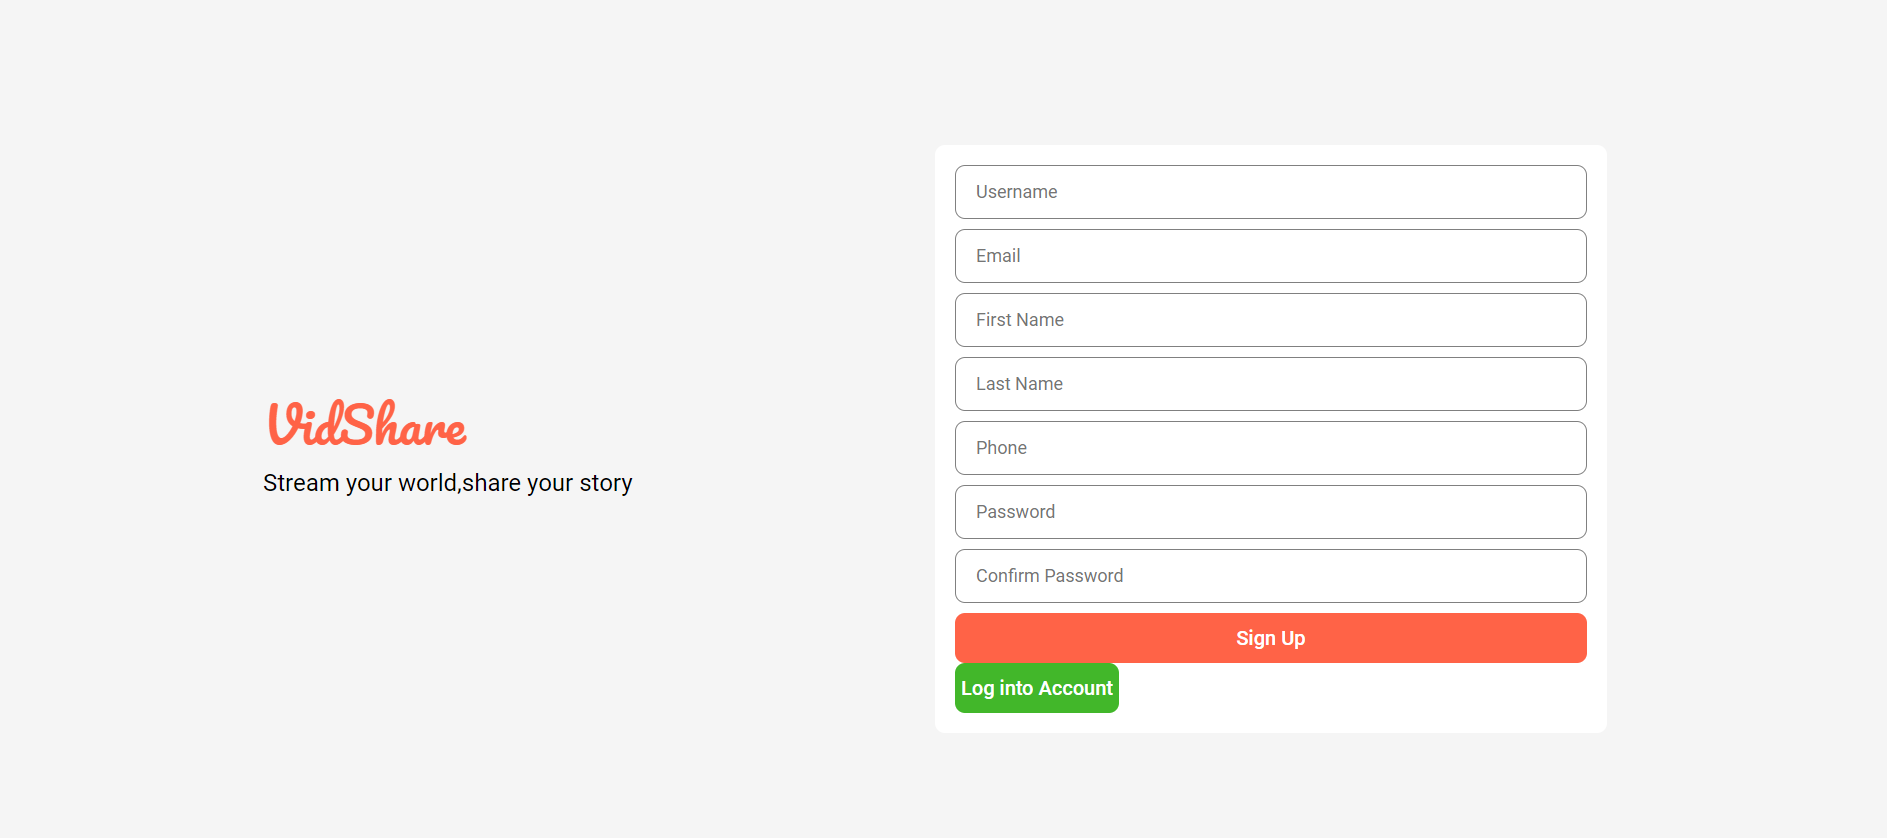 VidShare
Stream your world,share your story
Username
Email
First Name
Last Name
Phone
Password
Confirm Password
Sign Up
Log into Account